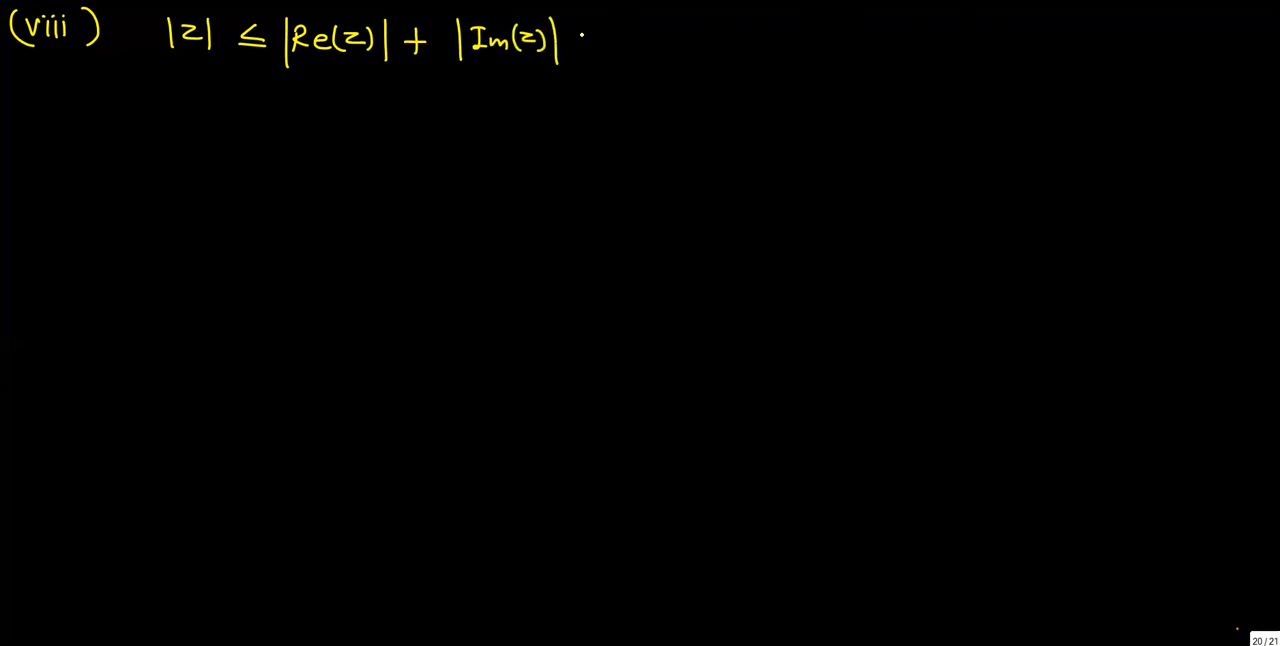 (viii) |z| ≤ |Re(z)| + |Im(z)| .
20 / 21